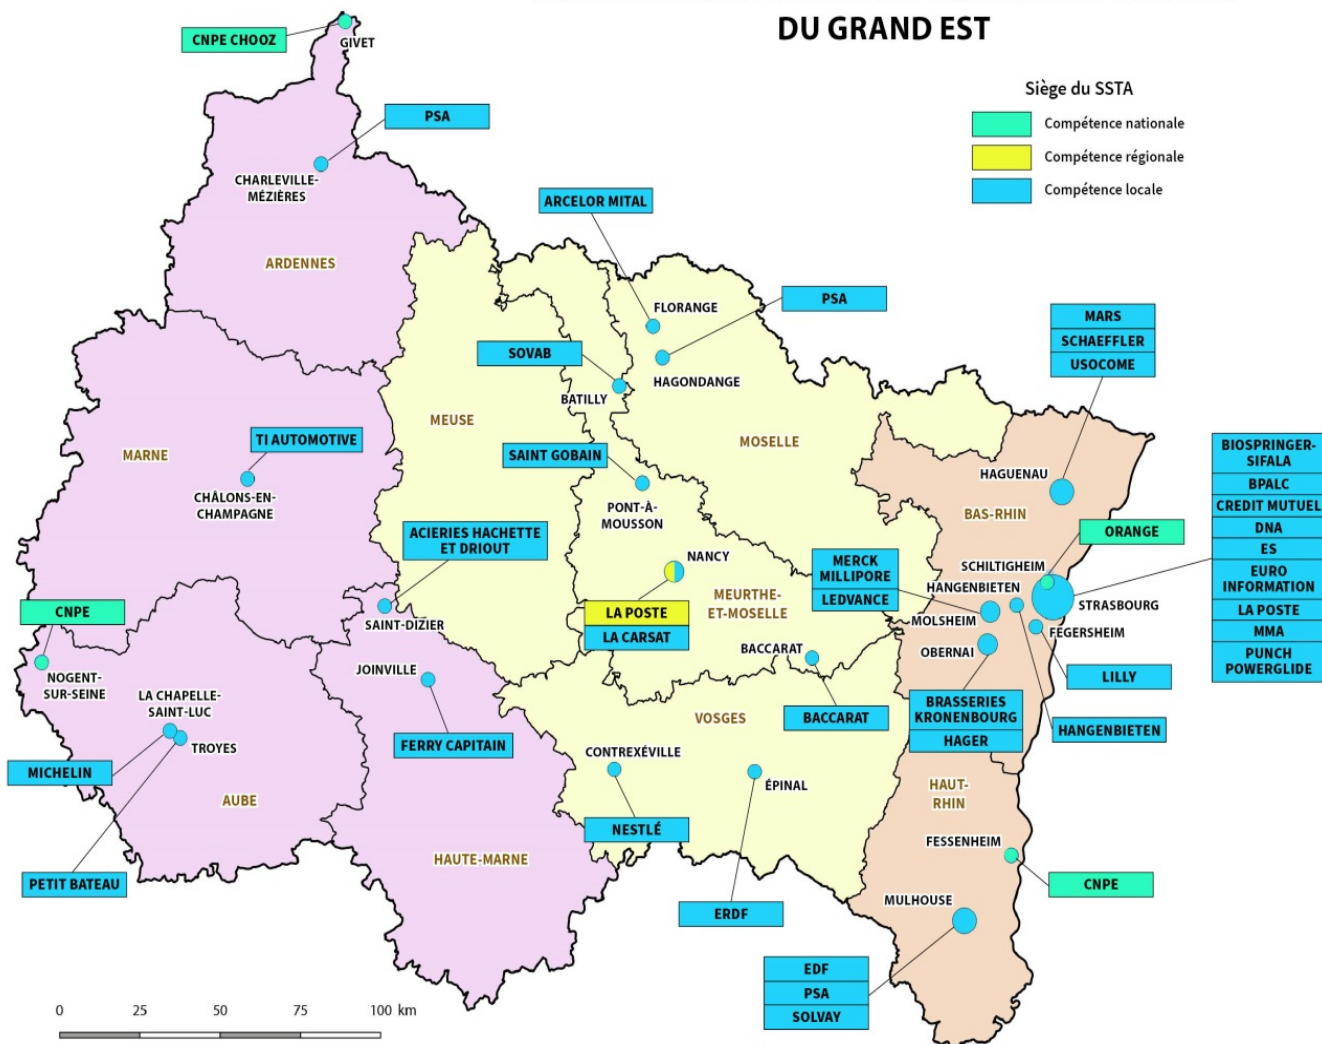 DU GRAND EST
Siège du SSTA
Compétence nationale
Compétence régionale
Compétence locale
CNPE CHOOZ
GIVET
PSA
CHARLEVILLE-
MÉZIÈRES
ARDENNES
ARCELOR MITAL
FLORANGE
PSA
HAGONDANGE
SOVAB
BATILLY
MEUSE
MOSELLE
MARS
SCHAEFFLER
USOCOME
HAGUENAU
BAS-RHIN
MARNE
TI AUTOMOTIVE
CHÂLONS-EN-
CHAMPAGNE
SAINT GOBAIN
PONT-À-
MOUSSON
ACIERIES HACHETTE
ET DRIOUT
SAINT-DIZIER
NANCY
LA POSTE
LA CARSAT
MEURTHE-
ET-MOSELLE
BACCARAT
BACCARAT
MERCK
MILLIPORE
LEDVANCE
ORANGE
SCHILTIGHEIM
HANGENBIETEN
MOLSHEIM
OBERNAI
STRASBOURG
FEGERSHEIM
BIOSPRINGER-
SIFALA
BPALC
CREDIT MUTUEL
DNA
ES
EURO
INFORMATION
LA POSTE
MMA
PUNCH
POWERGLIDE
LILLY
HANGENBIETEN
BRASSERIES
KRONENBOURG
HAGER
CNPE
NOGENT-
SUR-SEINE
LA CHAPELLE-
SAINT-LUC
TROYES
MICHELIN
PETIT BATEAU
AUBE
JOINVILLE
FERRY CAPITAIN
HAUTE-MARNE
VOSGES
CONTREXÉVILLE
NESTLÉ
ÉPINAL
ERDF
HAUT-
RHIN
FESSENHEIM
CNPE
MULHOUSE
EDF
PSA
SOLVAY
0 25 50 75 100 km